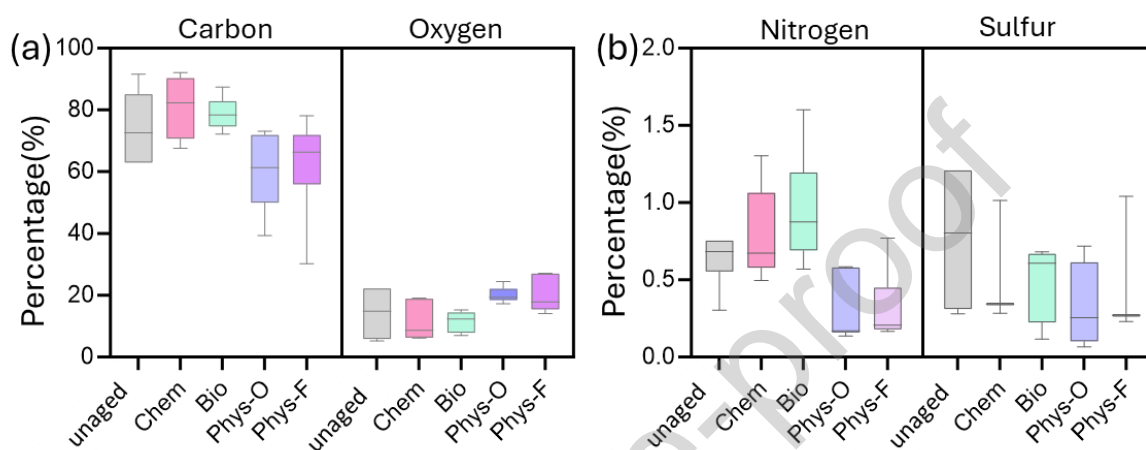 (a)
Carbon
Oxygen
Percentage(%)
100
80
60
40
20
0
unaged
Chem
Bio
Phys-O
Phys-F
unaged
Chem
Bio
Phys-O
Phys-F
(b)
Nitrogen
Sulfur
Percentage(%)
2.0
1.5
1.0
0.5
0.0
unaged
Chem
Bio
Phys-O
Phys-F
unaged
Chem
Bio
Phys-O
Phys-F
-proof